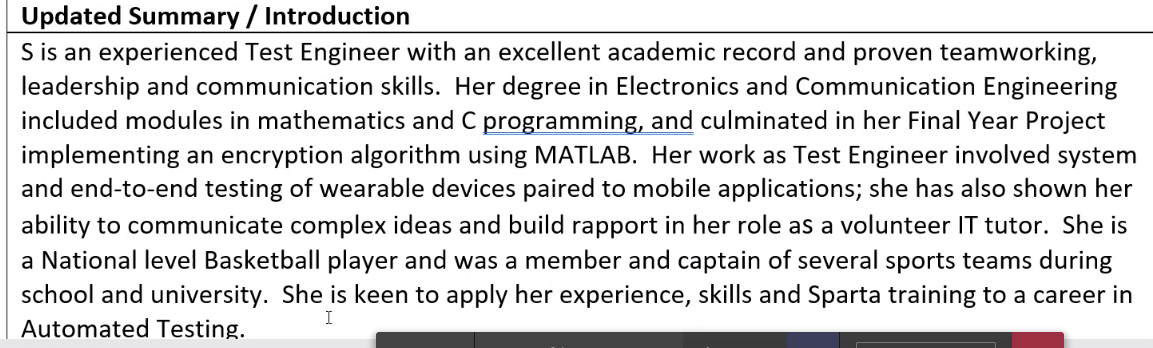 Updated Summary / Introduction
S is an experienced Test Engineer with an excellent academic record and proven teamworking,
leadership and communication skills.  Her degree in Electronics and Communication Engineering
included modules in mathematics and C programming, and culminated in her Final Year Project
implementing an encryption algorithm using MATLAB.  Her work as Test Engineer involved system
and end-to-end testing of wearable devices paired to mobile applications; she has also shown her
ability to communicate complex ideas and build rapport in her role as a volunteer IT tutor.  She is
a National level Basketball player and was a member and captain of several sports teams during
school and university.  She is keen to apply her experience, skills and Sparta training to a career in
Automated Testing.